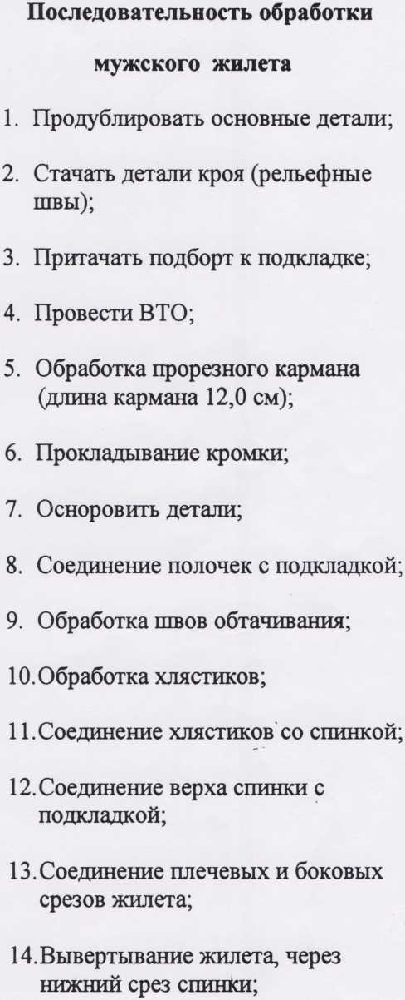 Последовательность обработки
мужского жилета
1. Продублировать основные детали;
2. Стачать детали кроя (рельефные
швы);
3. Притачать подборт к подкладке;
4. Провести ВТО;
5. Обработка прорезного кармана
(длина кармана 12,0 см);
6. Прокладывание кромки;
7. Осноровить детали;
8. Соединение полочек с подкладкой;
9. Обработка швов обтачивания;
10.Обработка хлястиков;
11.Соединение хлястиков со спинкой;
12.Соединение верха спинки с
подкладкой;
13.Соединение плечевых и боковых
срезов жилета;
14.Вывертывание жилета, через
нижний срез спинки;